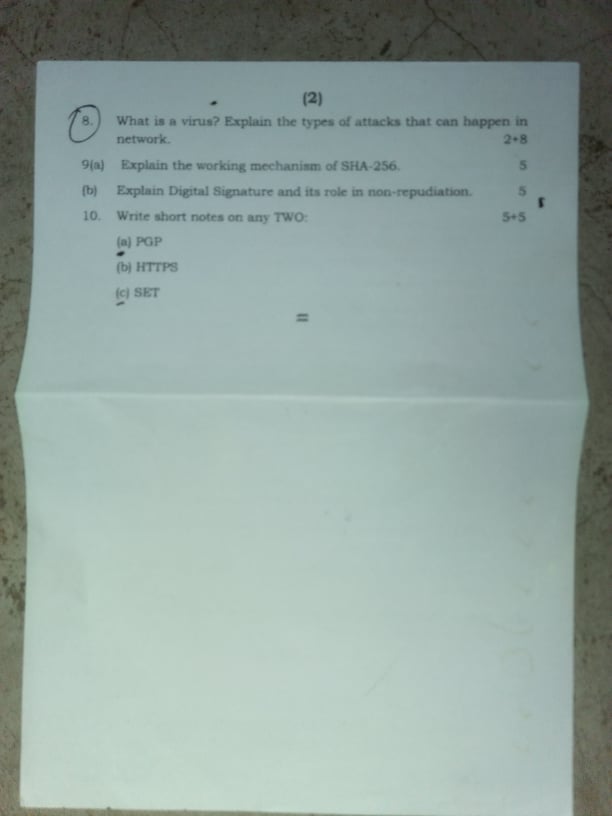 (2)
8. What is a virus? Explain the types of attacks that can happen in
network. 2+8
9(a) Explain the working mechanism of SHA-256. 5
(b) Explain Digital Signature and its role in non-repudiation. 5
10. Write short notes on any TWO: 5+5
(a) PGP
(b) HTTPS
(c) SET
=